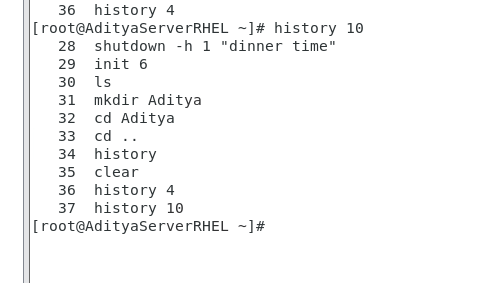 36  history 4
[root@AdityaServerRHEL ~]# history 10
28  shutdown -h 1 "dinner time"
29  init 6
30  ls
31  mkdir Aditya
32  cd Aditya
33  cd ..
34  history
35  clear
36  history 4
37  history 10
[root@AdityaServerRHEL ~]#